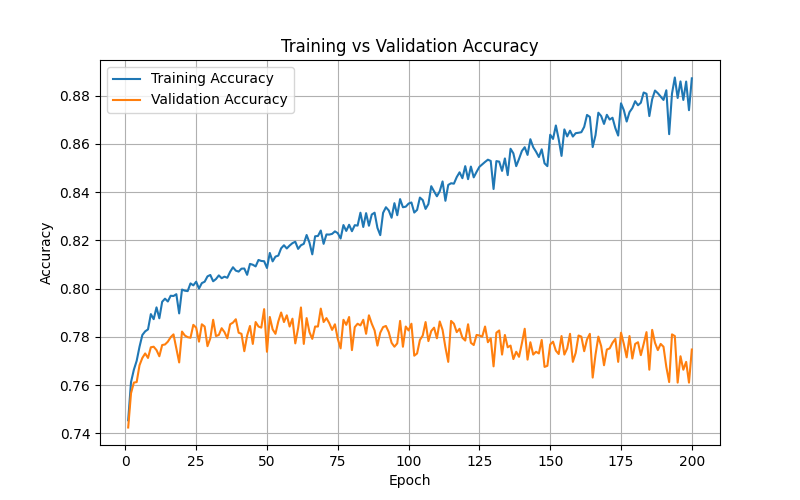 Training vs Validation Accuracy
Training Accuracy
Validation Accuracy
0.88
0.86
0.84
0.82
0.80
0.78
0.76
0.74
Accuracy
0 25 50 75 100 125 150 175 200
Epoch